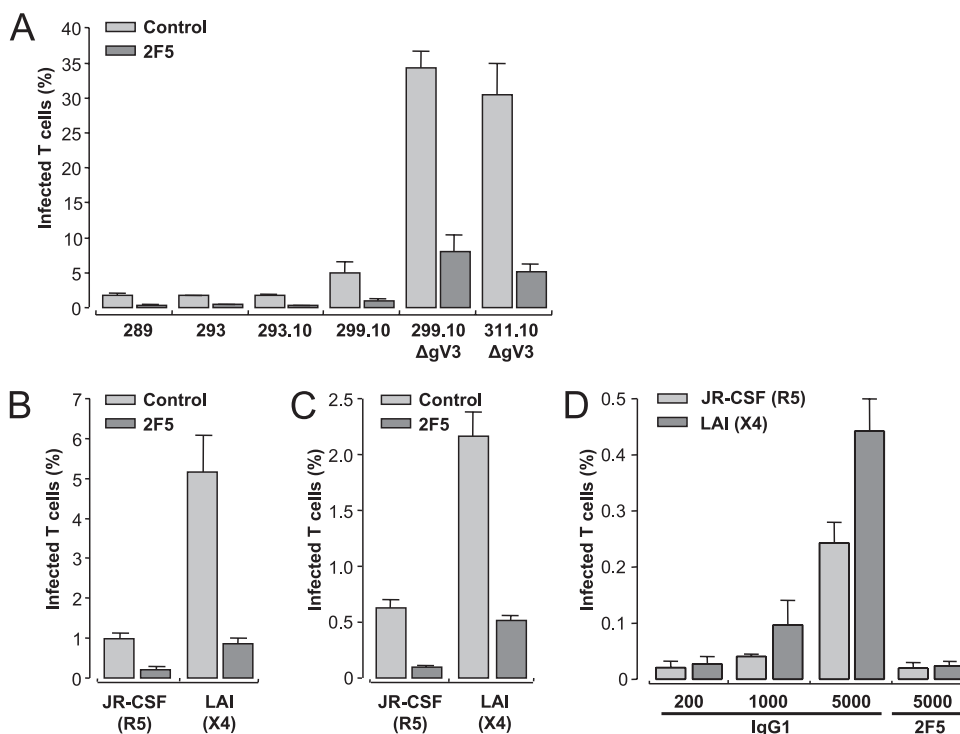 A
Control
2F5
Infected T cells (%)
40
35
30
25
20
15
10
5
0
289 293 293.10 299.10 299.10 311.10
ΔgV3 ΔgV3
B
Control
2F5
Infected T cells (%)
7
6
5
4
3
2
1
0
JR-CSF LAI
(R5) (X4)
C
Control
2F5
Infected T cells (%)
2.5
2.0
1.5
1.0
0.5
0
JR-CSF LAI
(R5) (X4)
D
JR-CSF (R5)
LAI (X4)
Infected T cells (%)
0.5
0.4
0.3
0.2
0.1
0
200 1000 5000 5000
IgG1 2F5